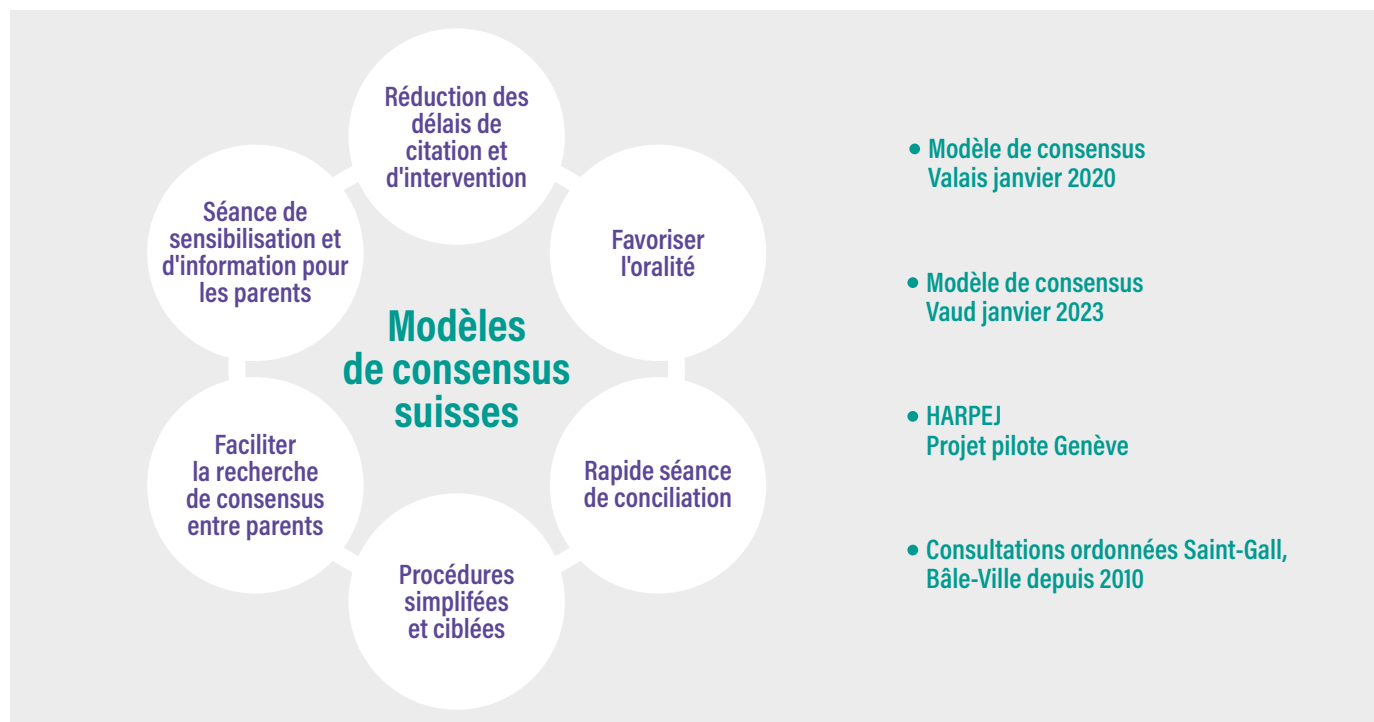 Réduction des
délais de
citation et
d'intervention
Séance de
sensibilisation et
d'information pour
les parents
Favoriser
l'oralité
Modèles
de consensus
suisses
Faciliter
la recherche
de consensus
entre parents
Rapide séance
de conciliation
Procédures
simplifées
et ciblées
• Modèle de consensus
Valais janvier 2020
• Modèle de consensus
Vaud janvier 2023
• HARPEJ
Projet pilote Genève
• Consultations ordonnées Saint-Gall,
Bâle-Ville depuis 2010